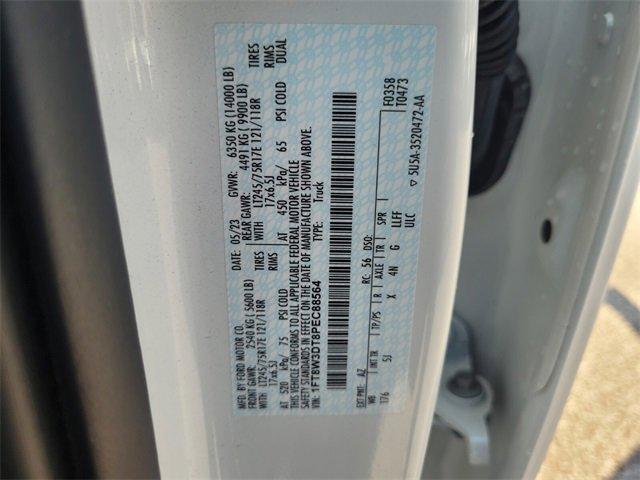 MFD. BY FORD MOTOR CO.
DATE: 05/23 GVWR: 6350 KG (14000 LB)
FRONT GAWR: 2540 KG (5600 LB) REAR GAWR: 4491 KG (9900 LB)
LT245/75R17E 121/118R WITH LT245/75R17E 121/118R TIRES
17x6.5J RIMS WITH 17x6.5J RIMS
AT 520 kPa/ 75 PSI COLD AT 450 kPa/ 65 PSI COLD DUAL
THIS VEHICLE CONFORMS TO ALL APPLICABLE FEDERAL MOTOR VEHICLE
SAFETY STANDARDS IN EFFECT ON THE DATE OF MANUFACTURE SHOWN ABOVE.
VIN: 1FT8W3DT8PEC88564
TYPE: Truck
F0358
T0473
EXT PNT: AZ RC: 56 DSO:
WB INT TR TP/PS R AXLE TR SPR
176 5J X 4N G LLEF
ULC
5U5A-3520472-AA